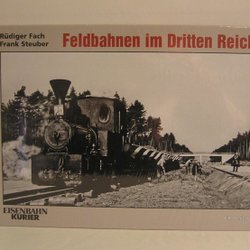 Rüdiger Fach
Frank Steuber
Feldbahnen im Dritten Reich
EISENBAHN
KURIER